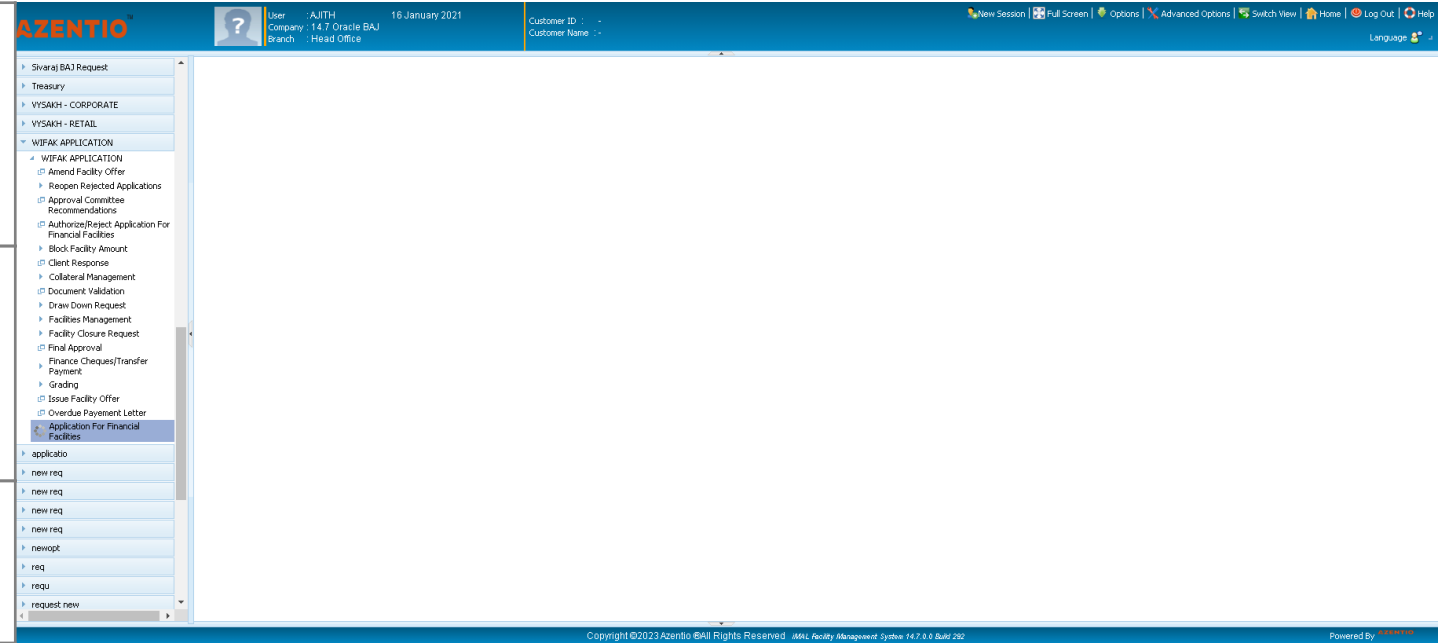 AZENTIO
User : AJITH 16 January 2021
Company : 14.7 Oracle BAJ
Branch : Head Office
Customer ID : -
Customer Name : -
New Session | Full Screen | Options | Advanced Options | Switch View | Home | Log Out | Help
Language
Sivaraj BAJ Request
Treasury
VYSAKH - CORPORATE
VYSAKH - RETAIL
WIFAK APPLICATION
WIFAK APPLICATION
Amend Facility Offer
Reopen Rejected Applications
Approval Committee
Recommendations
Authorize/Reject Application For
Financial Facilities
Block Facility Amount
Client Response
Collateral Management
Document Validation
Draw Down Request
Facilities Management
Facility Closure Request
Final Approval
Finance Cheques/Transfer
Payment
Grading
Issue Facility Offer
Overdue Payement Letter
Application For Financial
Facilities
applicatio
new req
new req
new req
new req
newopt
req
requ
request new
Copyright ©2023 Azentio ®All Rights Reserved iMAL Facility Management System 14.7.0.0 Build 292
Powered By AZENTIO